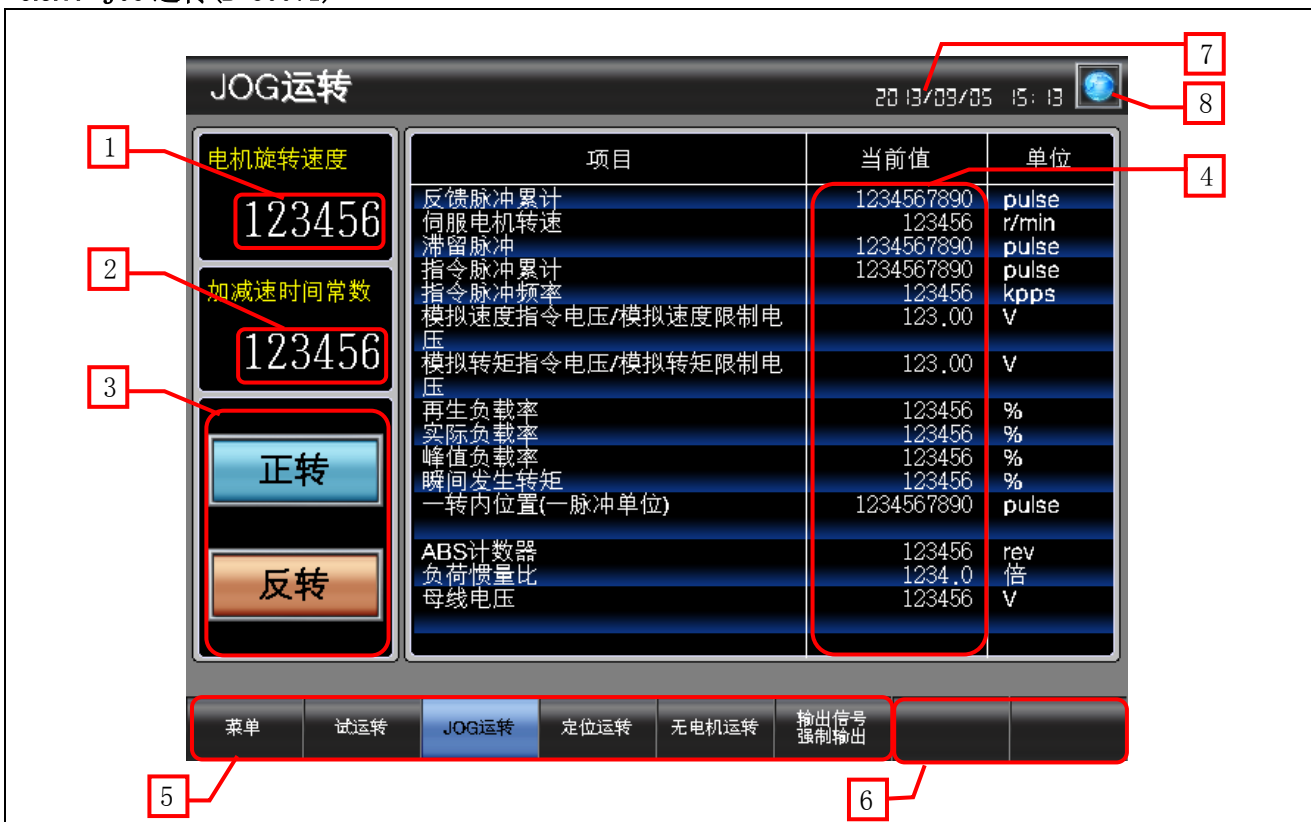 7
JOG运转
2013/09/05 15:13
8
1
电机旋转速度
123456
2
加减速时间常数
123456
3
正转
反转
项目 当前值 单位
4
反馈脉冲累计 1234567890 pulse
伺服电机转速 123456 r/min
滞留脉冲 1234567890 pulse
指令脉冲累计 1234567890 pulse
指令脉冲频率 123456 kpps
模拟速度指令电压/模拟速度限制电 123.00 V
压
模拟转矩指令电压/模拟转矩限制电 123.00 V
压
再生负载率 123456 %
实际负载率 123456 %
峰值负载率 123456 %
瞬间发生转矩 123456 %
一转内位置(一脉冲单位) 1234567890 pulse
ABS计数器 123456 rev
负荷惯量比 1234.0 倍
母线电压 123456 V
菜单 试运转 JOG运转 定位运转 无电机运转 输出信号
强制输出
5
6